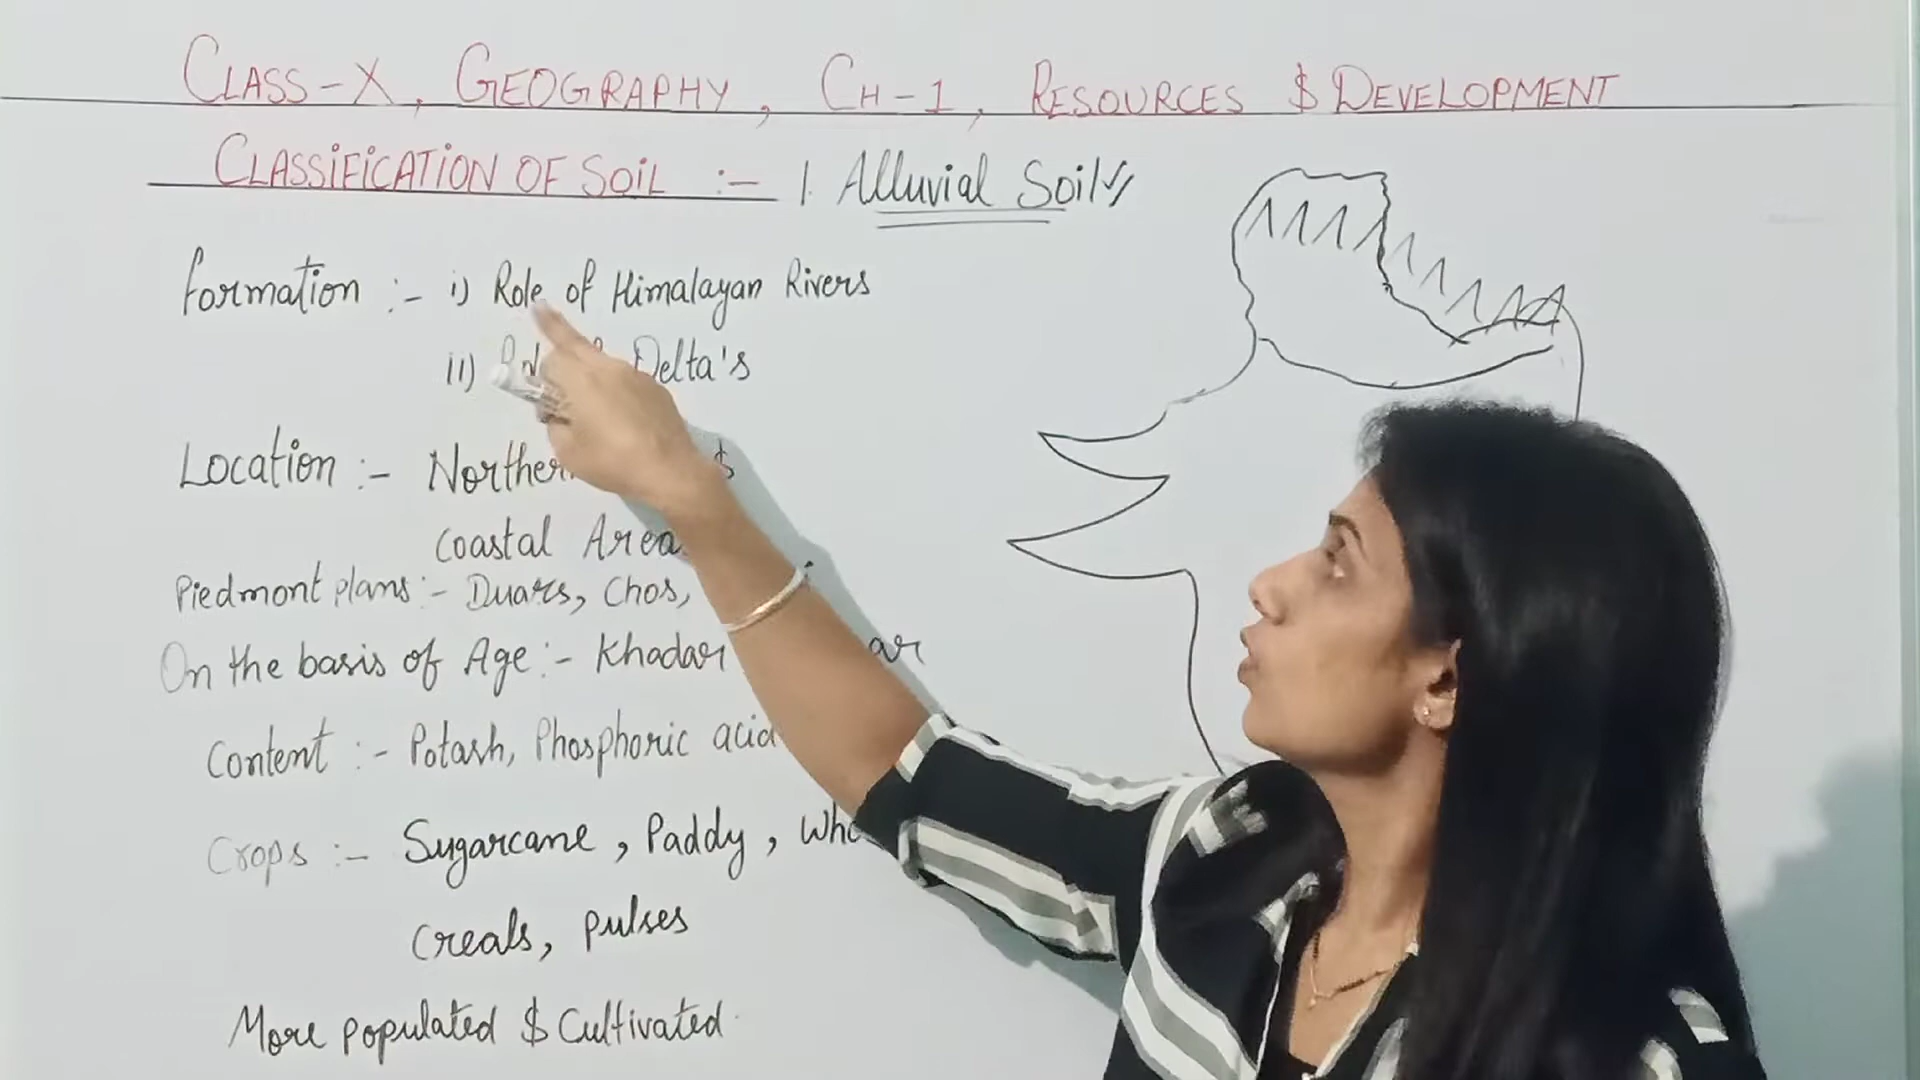 CLASS-X, GEOGRAPHY, CH-1, RESOURCES $ DEVELOPMENT
CLASSIFICATION OF SOIL :- 1. Alluvial Soils
Formation :- i) Role of Himalayan Rivers
ii) Delta's
Location :- $
Coastal
Piedmont plans :- Duars, Chos,
On the basis of Age :- Khadar
Content :- Potash, Phosphoric acid
Crops :- Sugarcane, Paddy,
Creals, pulses
More populated $ Cultivated